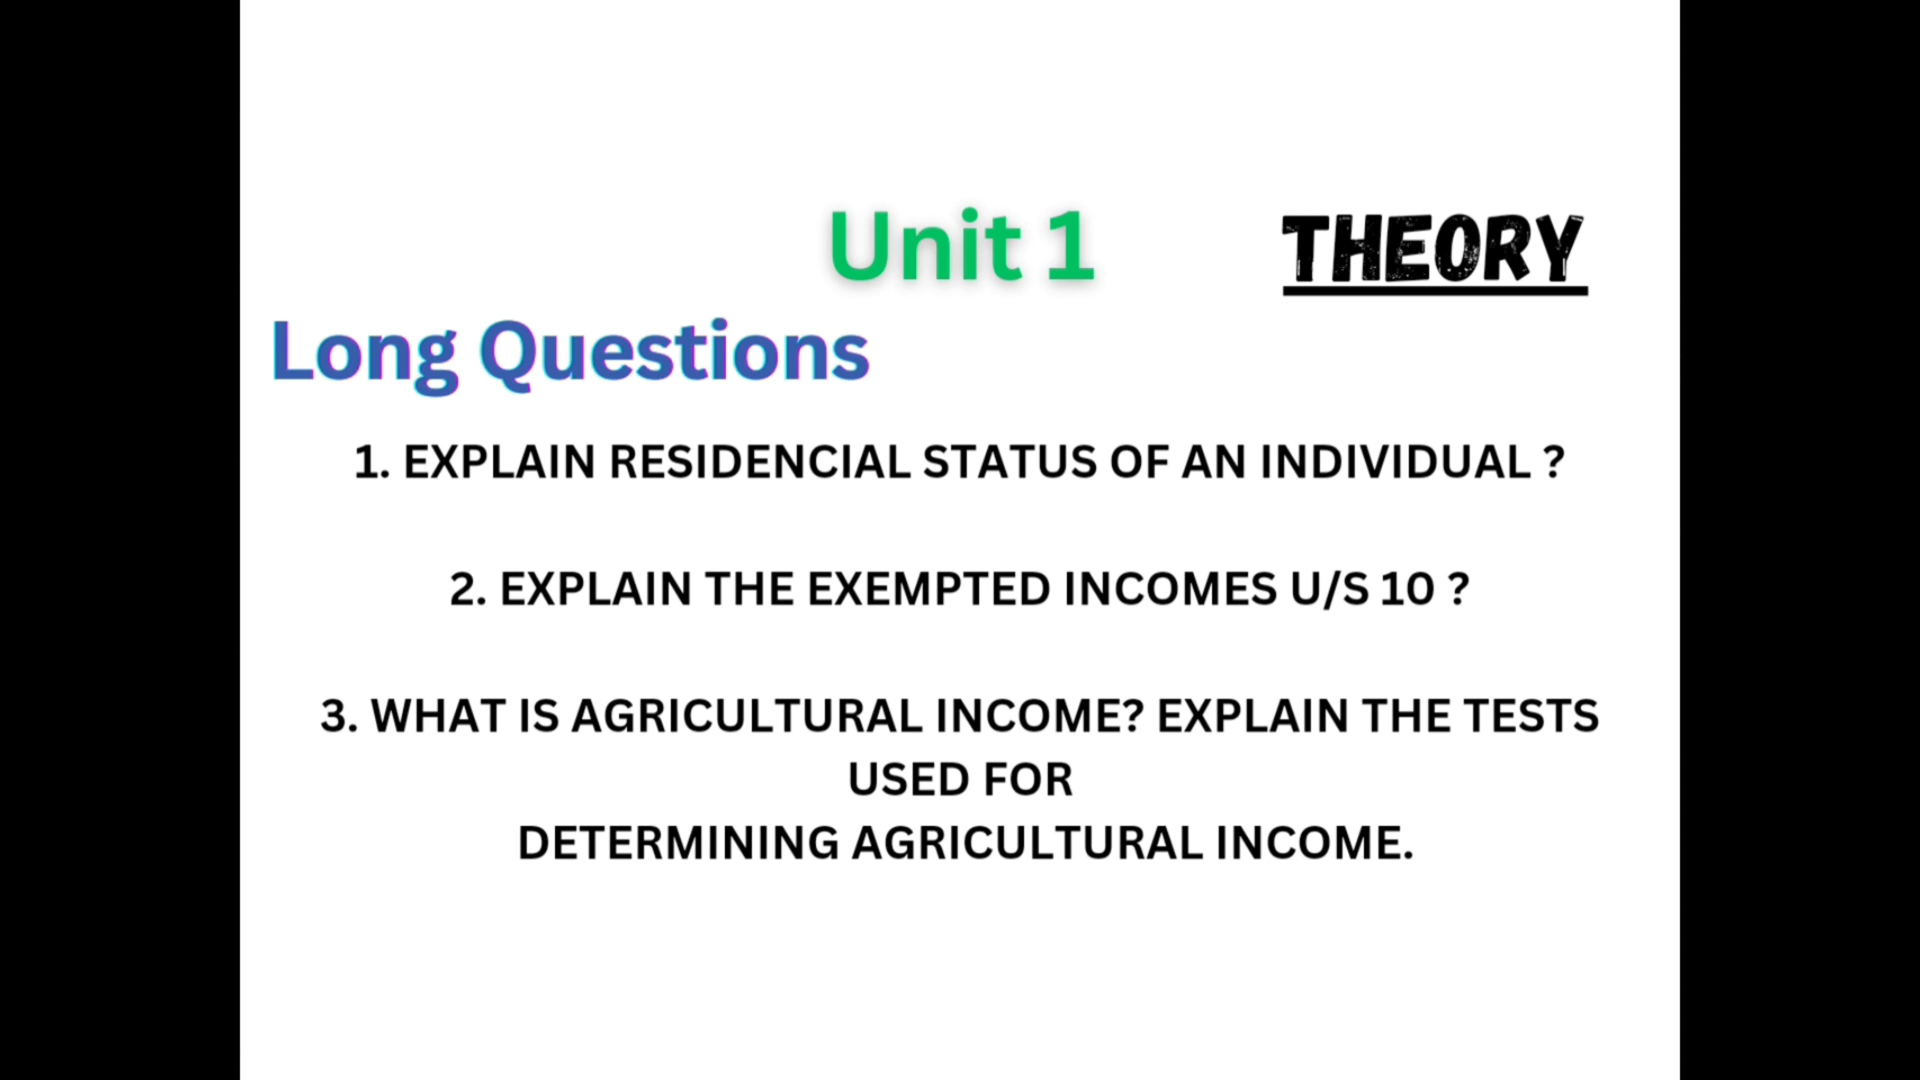 Unit 1
THEORY
Long Questions
1. EXPLAIN RESIDENCIAL STATUS OF AN INDIVIDUAL ?
2. EXPLAIN THE EXEMPTED INCOMES U/S 10 ?
3. WHAT IS AGRICULTURAL INCOME? EXPLAIN THE TESTS
USED FOR
DETERMINING AGRICULTURAL INCOME.